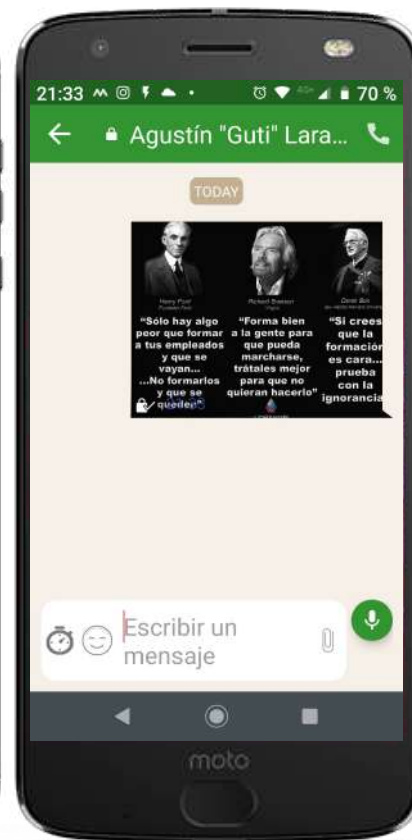 21:33
4G+
70 %
Agustín "Guti" Lara...
TODAY
Henry Ford
"Sólo hay algo
peor que formar
a tus empleados
y que se
vayan...
...No formarlos
y que se
queden"
Richard Branson
Virgin
"Forma bien
a la gente para
que pueda
marcharse,
trátales mejor
para que no
quieran hacerlo"
Derek Bok
"Si crees
que la
formación
es cara...
prueba
con la
ignorancia
Escribir un
mensaje
moto